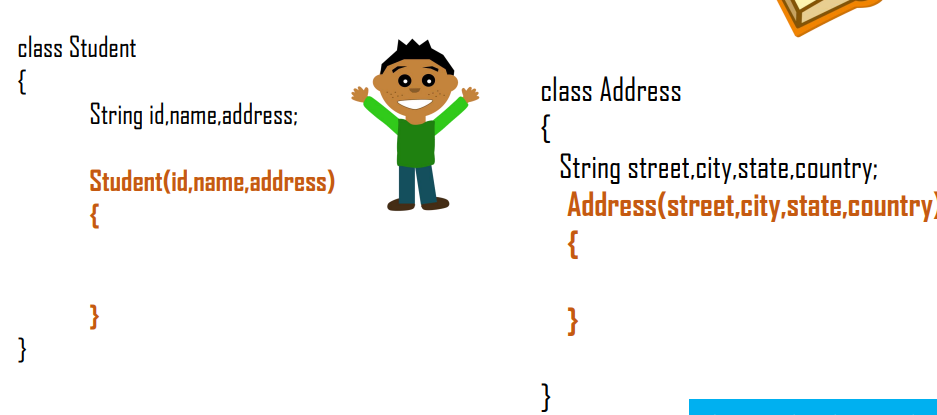 class Student
{
String id,name,address;
Student(id,name,address)
{
}
}
class Address
{
String street,city,state,country;
Address(street,city,state,country)
{
}
}